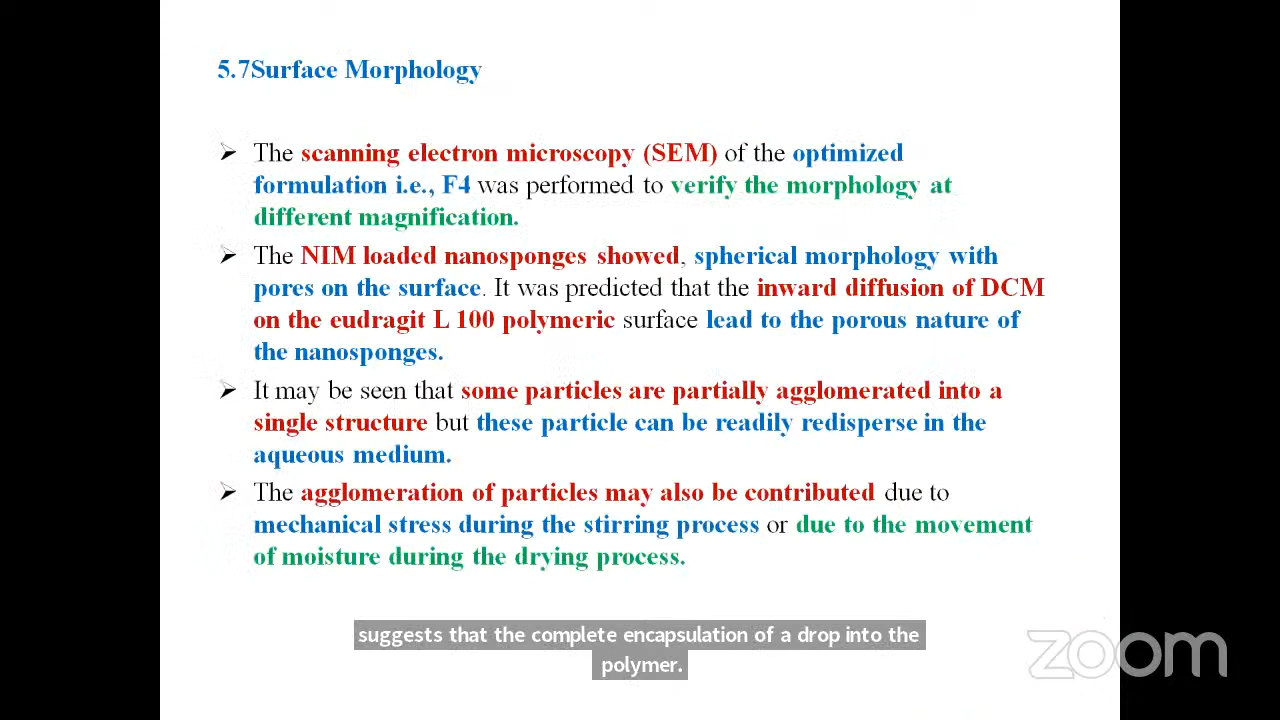 5.7Surface Morphology
The scanning electron microscopy (SEM) of the optimized
formulation i.e., F4 was performed to verify the morphology at
different magnification.
The NIM loaded nanosponges showed, spherical morphology with
pores on the surface. It was predicted that the inward diffusion of DCM
on the eudragit L 100 polymeric surface lead to the porous nature of
the nanosponges.
It may be seen that some particles are partially agglomerated into a
single structure but these particle can be readily redisperse in the
aqueous medium.
The agglomeration of particles may also be contributed due to
mechanical stress during the stirring process or due to the movement
of moisture during the drying process.
suggests that the complete encapsulation of a drop into the
polymer.
zoom